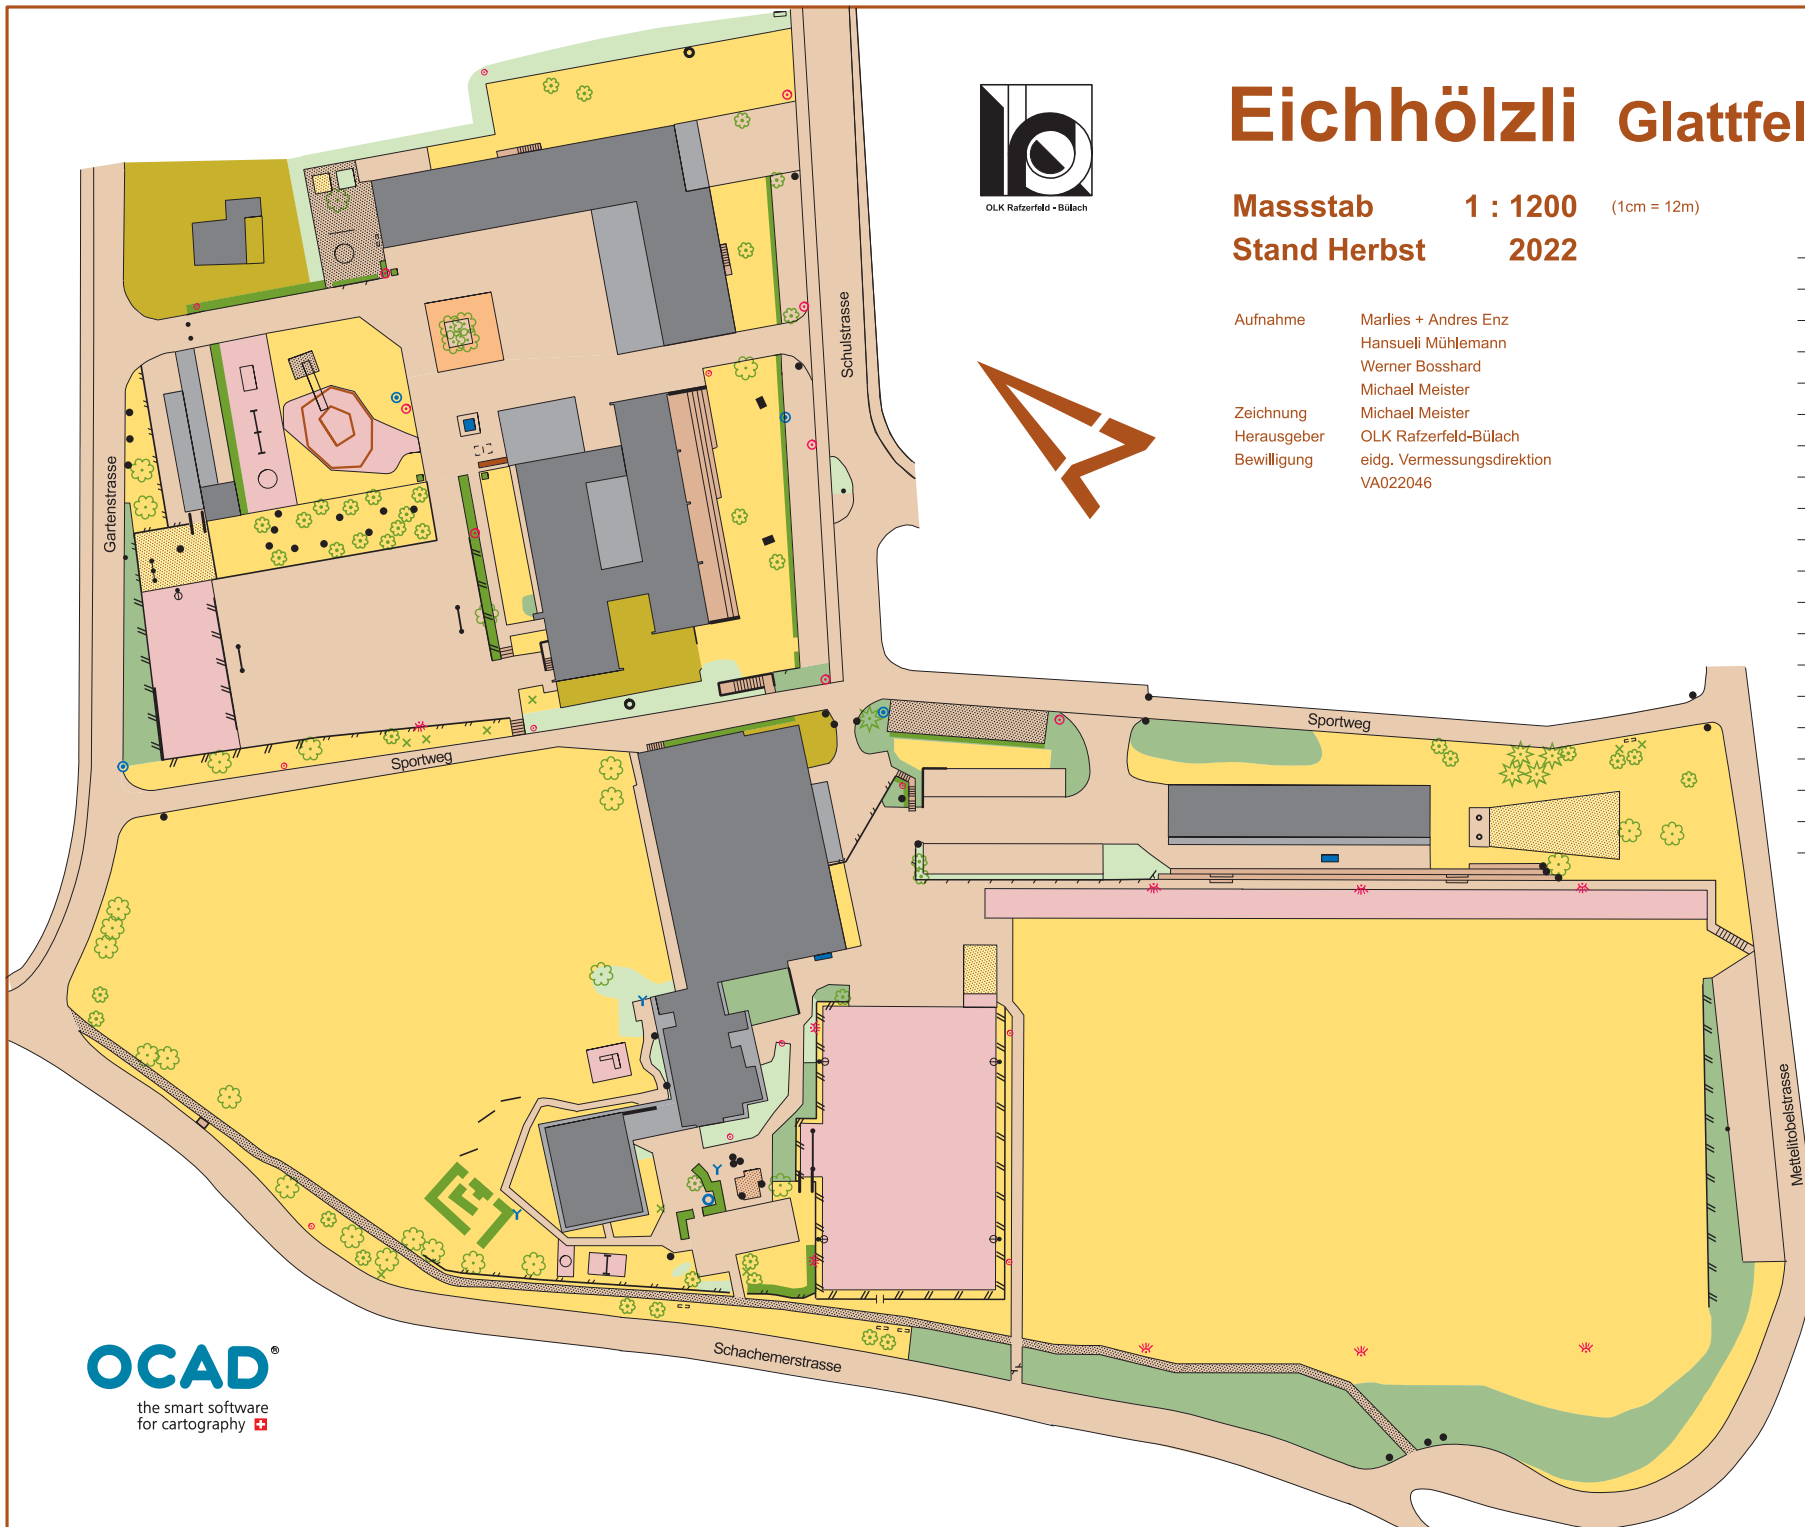 Eichhölzli Glattfel
Massstab 1 : 1200 (1cm = 12m)
Stand Herbst 2022
OLK Rafzerfeld - Bülach
Aufnahme Marlies + Andres Enz
Hansueli Mühlemann
Werner Bosshard
Michael Meister
Zeichnung Michael Meister
Herausgeber OLK Rafzerfeld-Bülach
Bewilligung eidg. Vermessungsdirektion
VA022046
Schulstrasse
Gartenstrasse
Sportweg
Sportweg
Mettelitobelstrasse
Schachemerstrasse
OCAD®
the smart software
for cartography